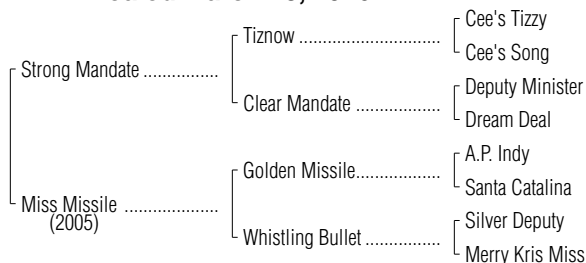 Cee's Tizzy
Tiznow ........................................
Cee's Song
Strong Mandate ................
Deputy Minister
Clear Mandate ...................
Dream Deal
A.P. Indy
Golden Missile...................
Santa Catalina
Miss Missile ....................
(2005)
Silver Deputy
Whistling Bullet .................
Merry Kris Miss